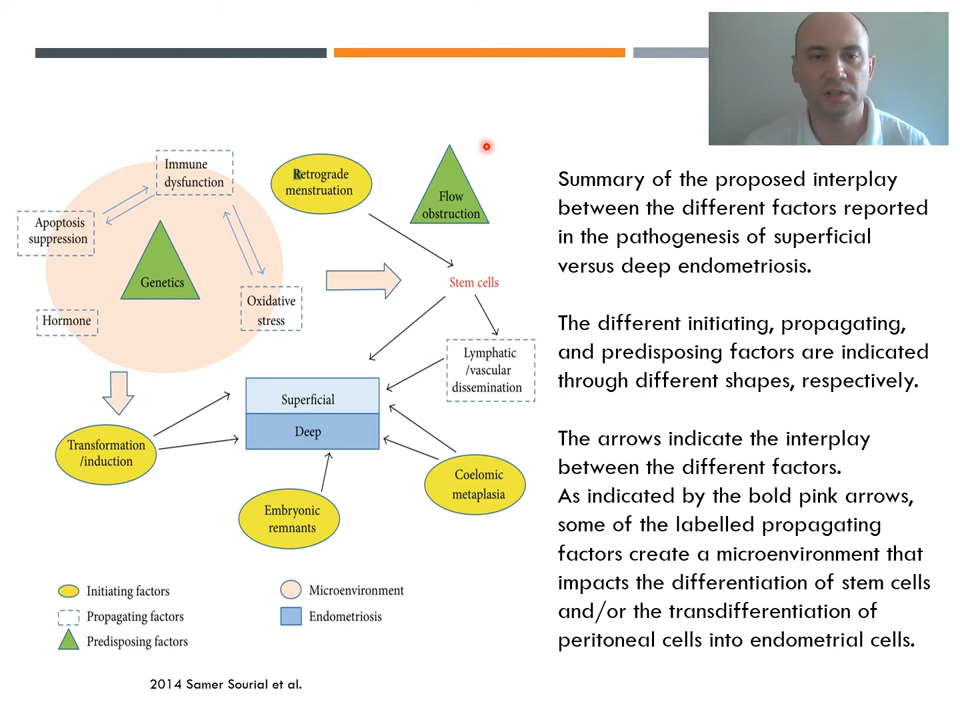 Immune
dysfunction
Retrograde
menstruation
Flow
obstruction
Apoptosis
suppression
Genetics
Stem cells
Hormone
Oxidative
stress
Lymphatic
/vascular
dissemination
Superficial
Deep
Transformation
/induction
Coelomic
metaplasia
Embryonic
remnants
Initiating factors
Propagating factors
Predisposing factors
Microenvironment
Endometriosis
2014 Samer Sourial et al.
Summary of the proposed interplay
between the different factors reported
in the pathogenesis of superficial
versus deep endometriosis.
The different initiating, propagating,
and predisposing factors are indicated
through different shapes, respectively.
The arrows indicate the interplay
between the different factors.
As indicated by the bold pink arrows,
some of the labelled propagating
factors create a microenvironment that
impacts the differentiation of stem cells
and/or the transdifferentiation of
peritoneal cells into endometrial cells.